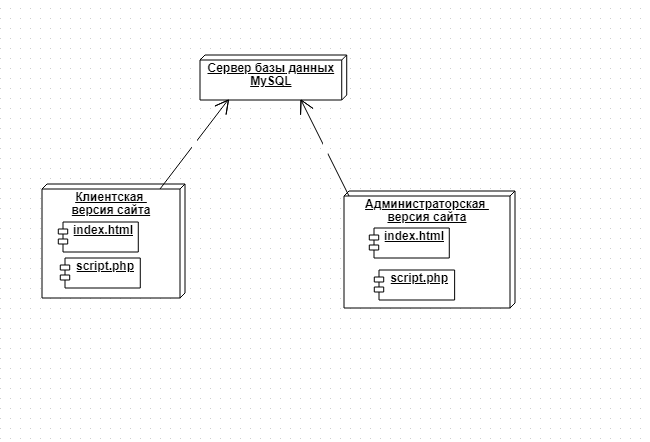 Сервер базы данных
MySQL
Клиентская
версия сайта
index.html
script.php
Администраторская
версия сайта
index.html
script.php